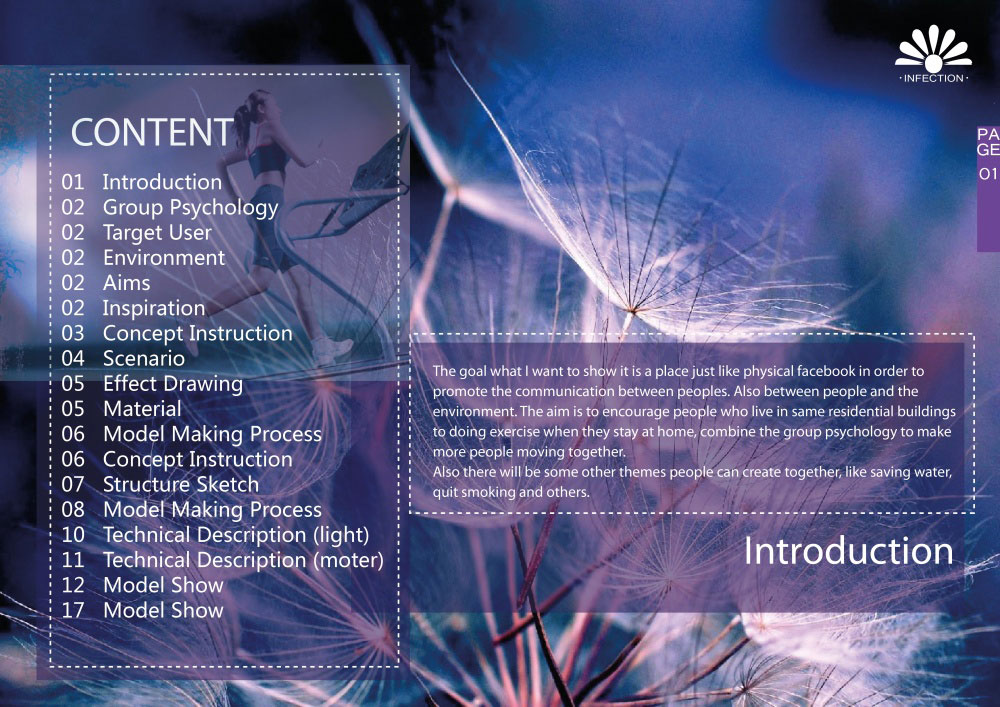 CONTENT
01 Introduction
02 Group Psychology
02 Target User
02 Environment
02 Aims
02 Inspiration
03 Concept Instruction
04 Scenario
05 Effect Drawing
05 Material
06 Model Making Process
06 Concept Instruction
07 Structure Sketch
08 Model Making Process
10 Technical Description (light)
11 Technical Description (moter)
12 Model Show
17 Model Show
·INFECTION·
PA
GE
01
The goal what I want to show it is a place just like physical facebook in order to
promote the communication between peoples. Also between people and the
environment. The aim is to encourage people who live in same residential buildings
to doing exercise when they stay at home, combine the group psychology to make
more people moving together.
Also there will be some other themes people can create together, like saving water,
quit smoking and others.
Introduction